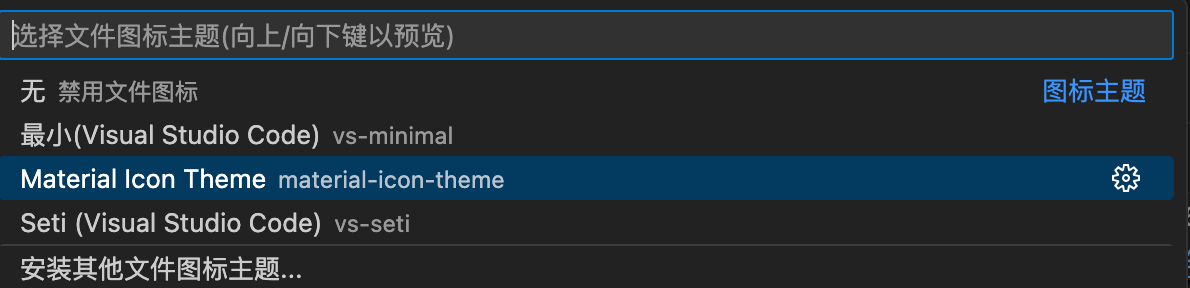 选择文件图标主题(向上/向下键以预览)
无 禁用文件图标 图标主题
最小(Visual Studio Code) vs-minimal
Material Icon Theme material-icon-theme
Seti (Visual Studio Code) vs-seti
安装其他文件图标主题...